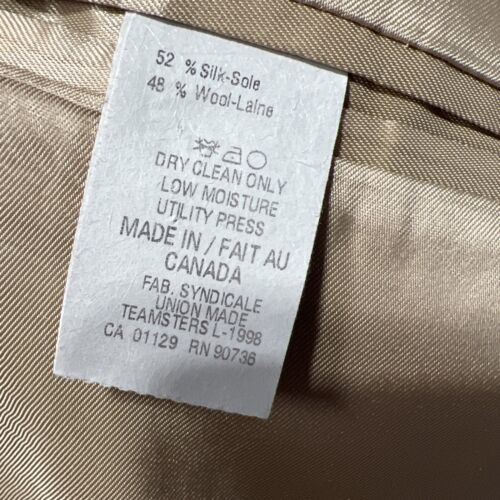 52 % Silk-Soie
48 % Wool-Laine
DRY CLEAN ONLY
LOW MOISTURE
UTILITY PRESS
MADE IN / FAIT AU
CANADA
FAB. SYNDICALE
UNION MADE
TEAMSTERS L-1998
CA 01129 RN 90736